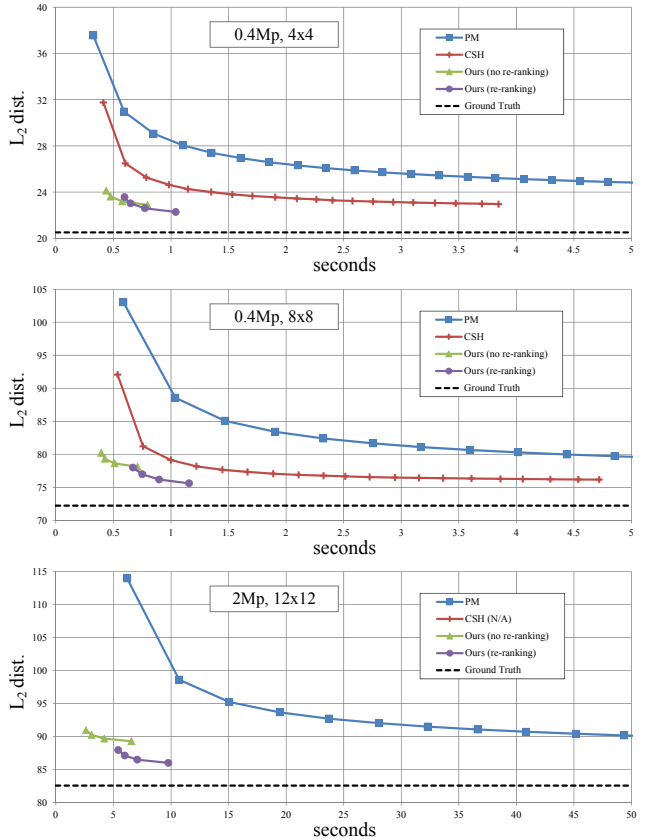 40
36
32
28
24
20
L2 dist.
0.4Mp, 4x4
PM
CSH
Ours (no re-ranking)
Ours (re-ranking)
Ground Truth
0 0.5 1 1.5 2 2.5 3 3.5 4 4.5 5
seconds
105
100
95
90
85
80
75
70
L2 dist.
0.4Mp, 8x8
PM
CSH
Ours (no re-ranking)
Ours (re-ranking)
Ground Truth
0 0.5 1 1.5 2 2.5 3 3.5 4 4.5 5
seconds
115
110
105
100
95
90
85
80
L2 dist.
2Mp, 12x12
PM
CSH (N/A)
Ours (no re-ranking)
Ours (re-ranking)
Ground Truth
0 5 10 15 20 25 30 35 40 45 50
seconds